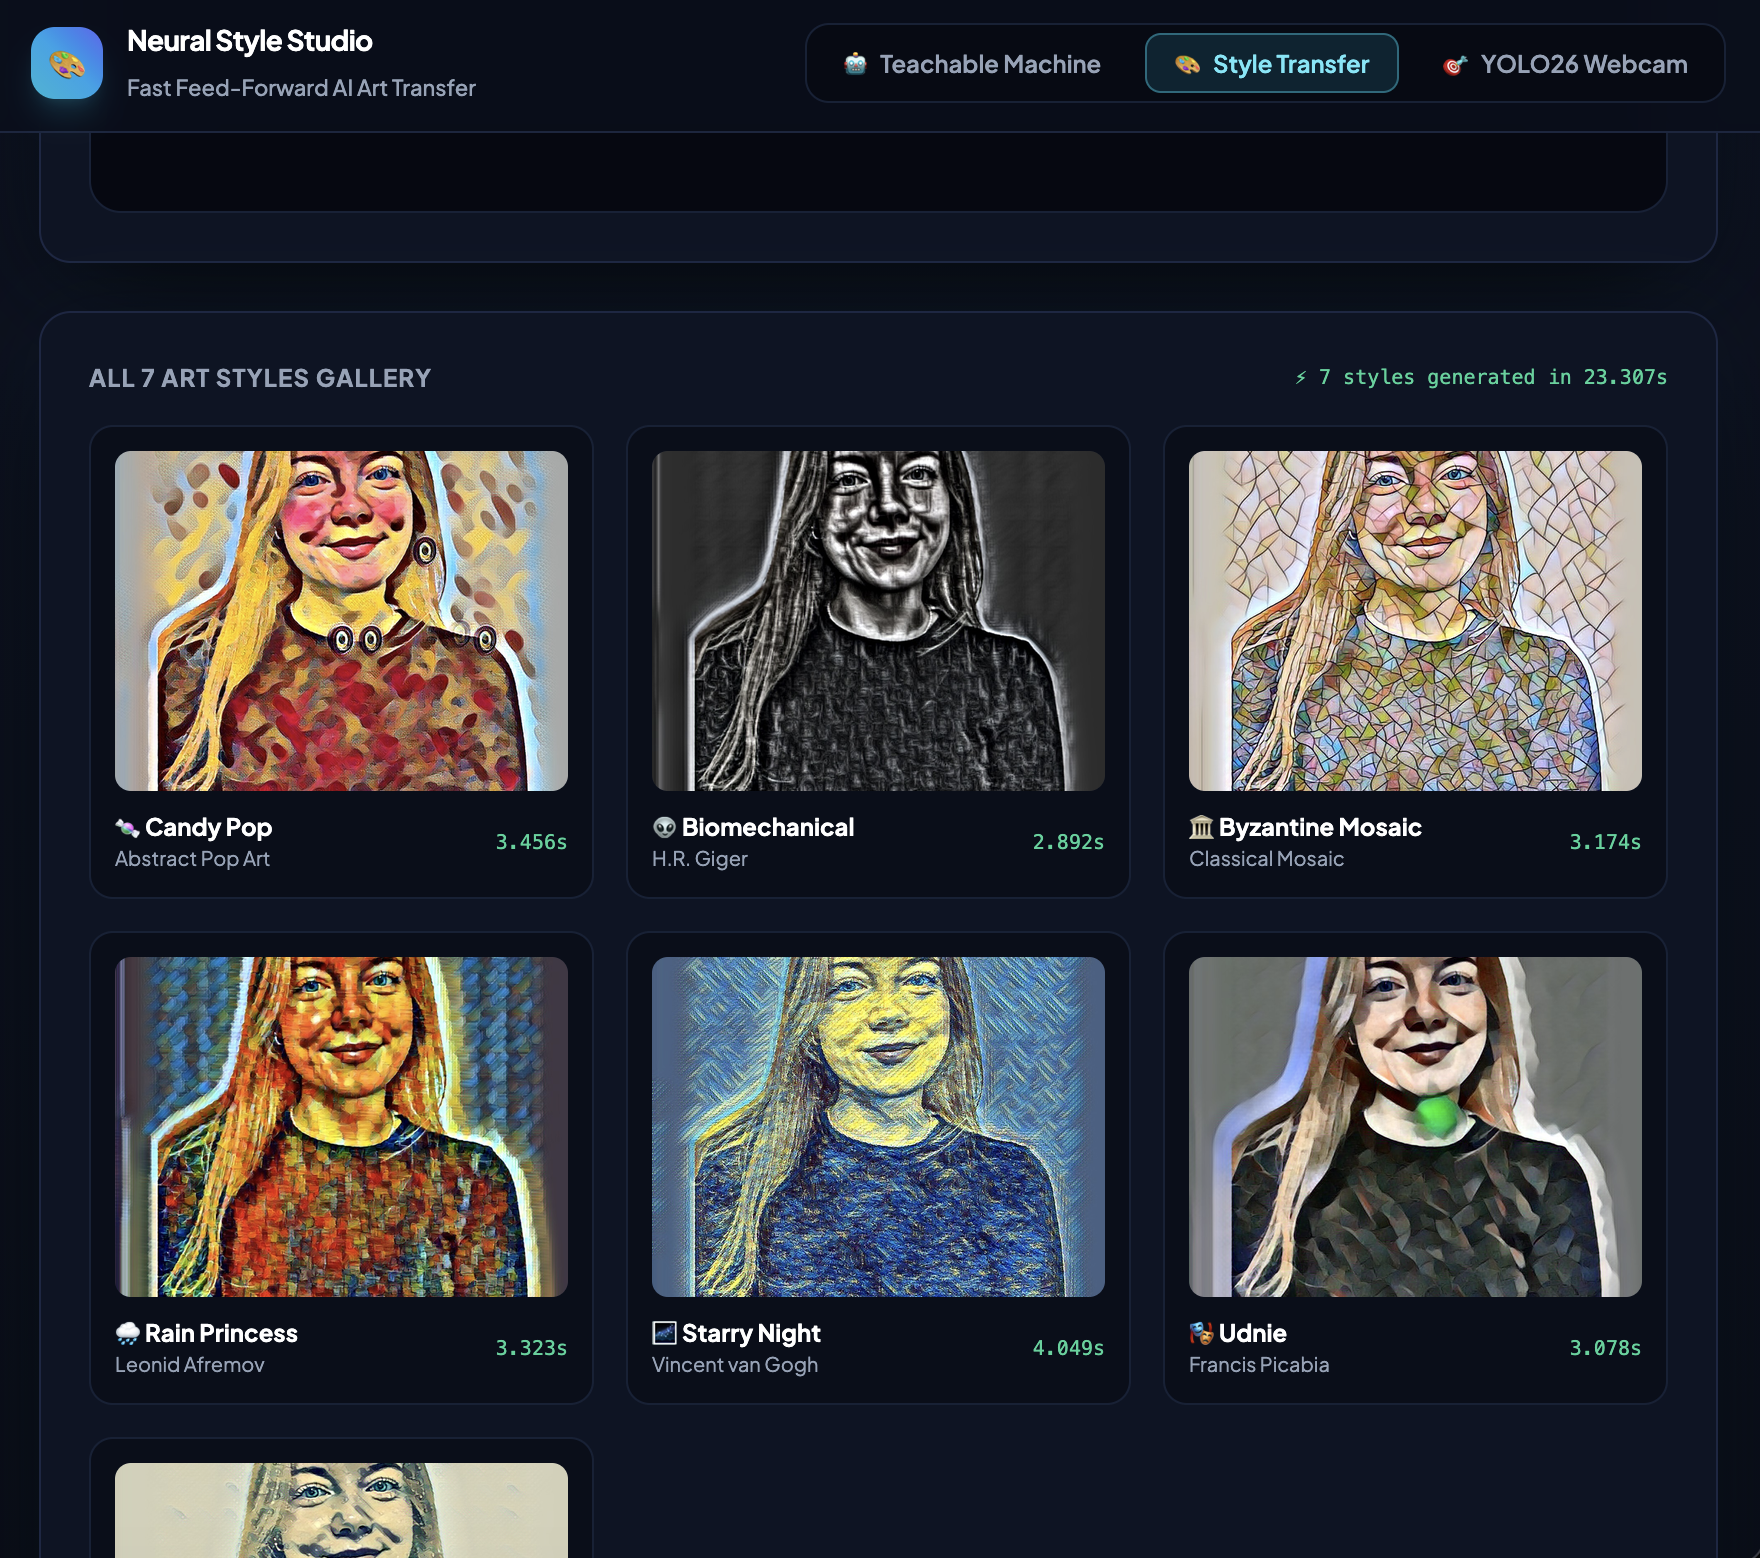 Neural Style Studio
Fast Feed-Forward AI Art Transfer
Teachable Machine
Style Transfer
YOLO26 Webcam
ALL 7 ART STYLES GALLERY
⚡ 7 styles generated in 23.307s
Candy Pop
Abstract Pop Art
3.456s
Biomechanical
H.R. Giger
2.892s
Byzantine Mosaic
Classical Mosaic
3.174s
Rain Princess
Leonid Afremov
3.323s
Starry Night
Vincent van Gogh
4.049s
Udnie
Francis Picabia
3.078s